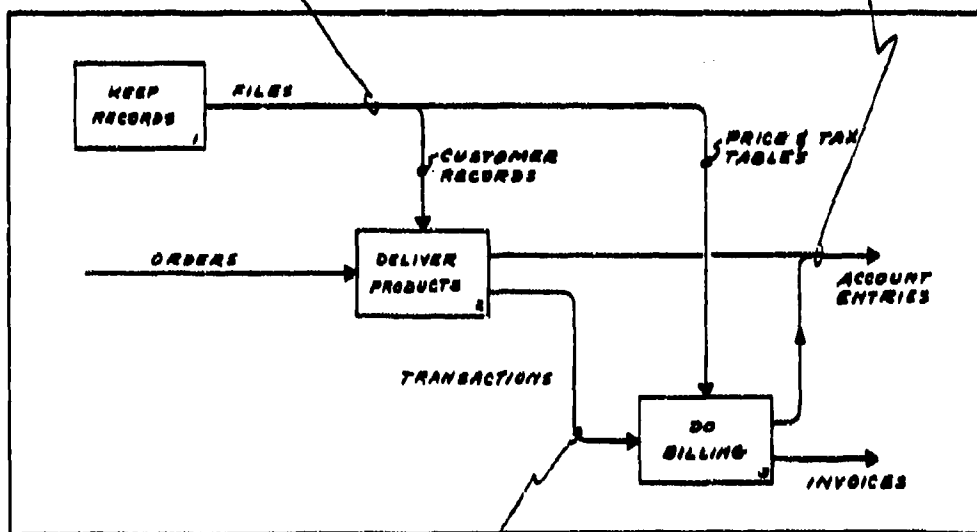 KEEP
RECORDS
1
FILES
CUSTOMER
RECORDS
PRICE & TAX
TABLES
ORDERS
DELIVER
PRODUCTS
2
ACCOUNT
ENTRIES
TRANSACTIONS
DO
BILLING
3
INVOICES